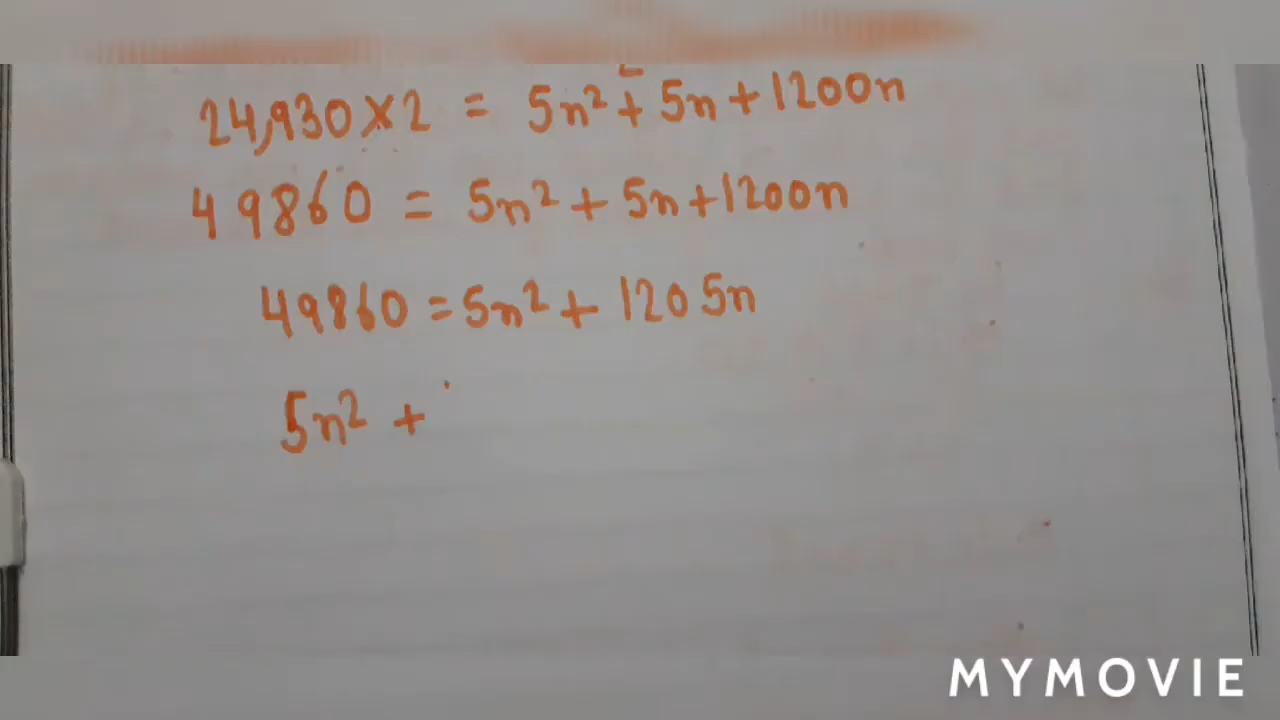 24,930 × 2 = 5n² + 5n + 1200n
49860 = 5n² + 5n + 1200n
49860 = 5n² + 1205n
5n² +
MYMOVIE